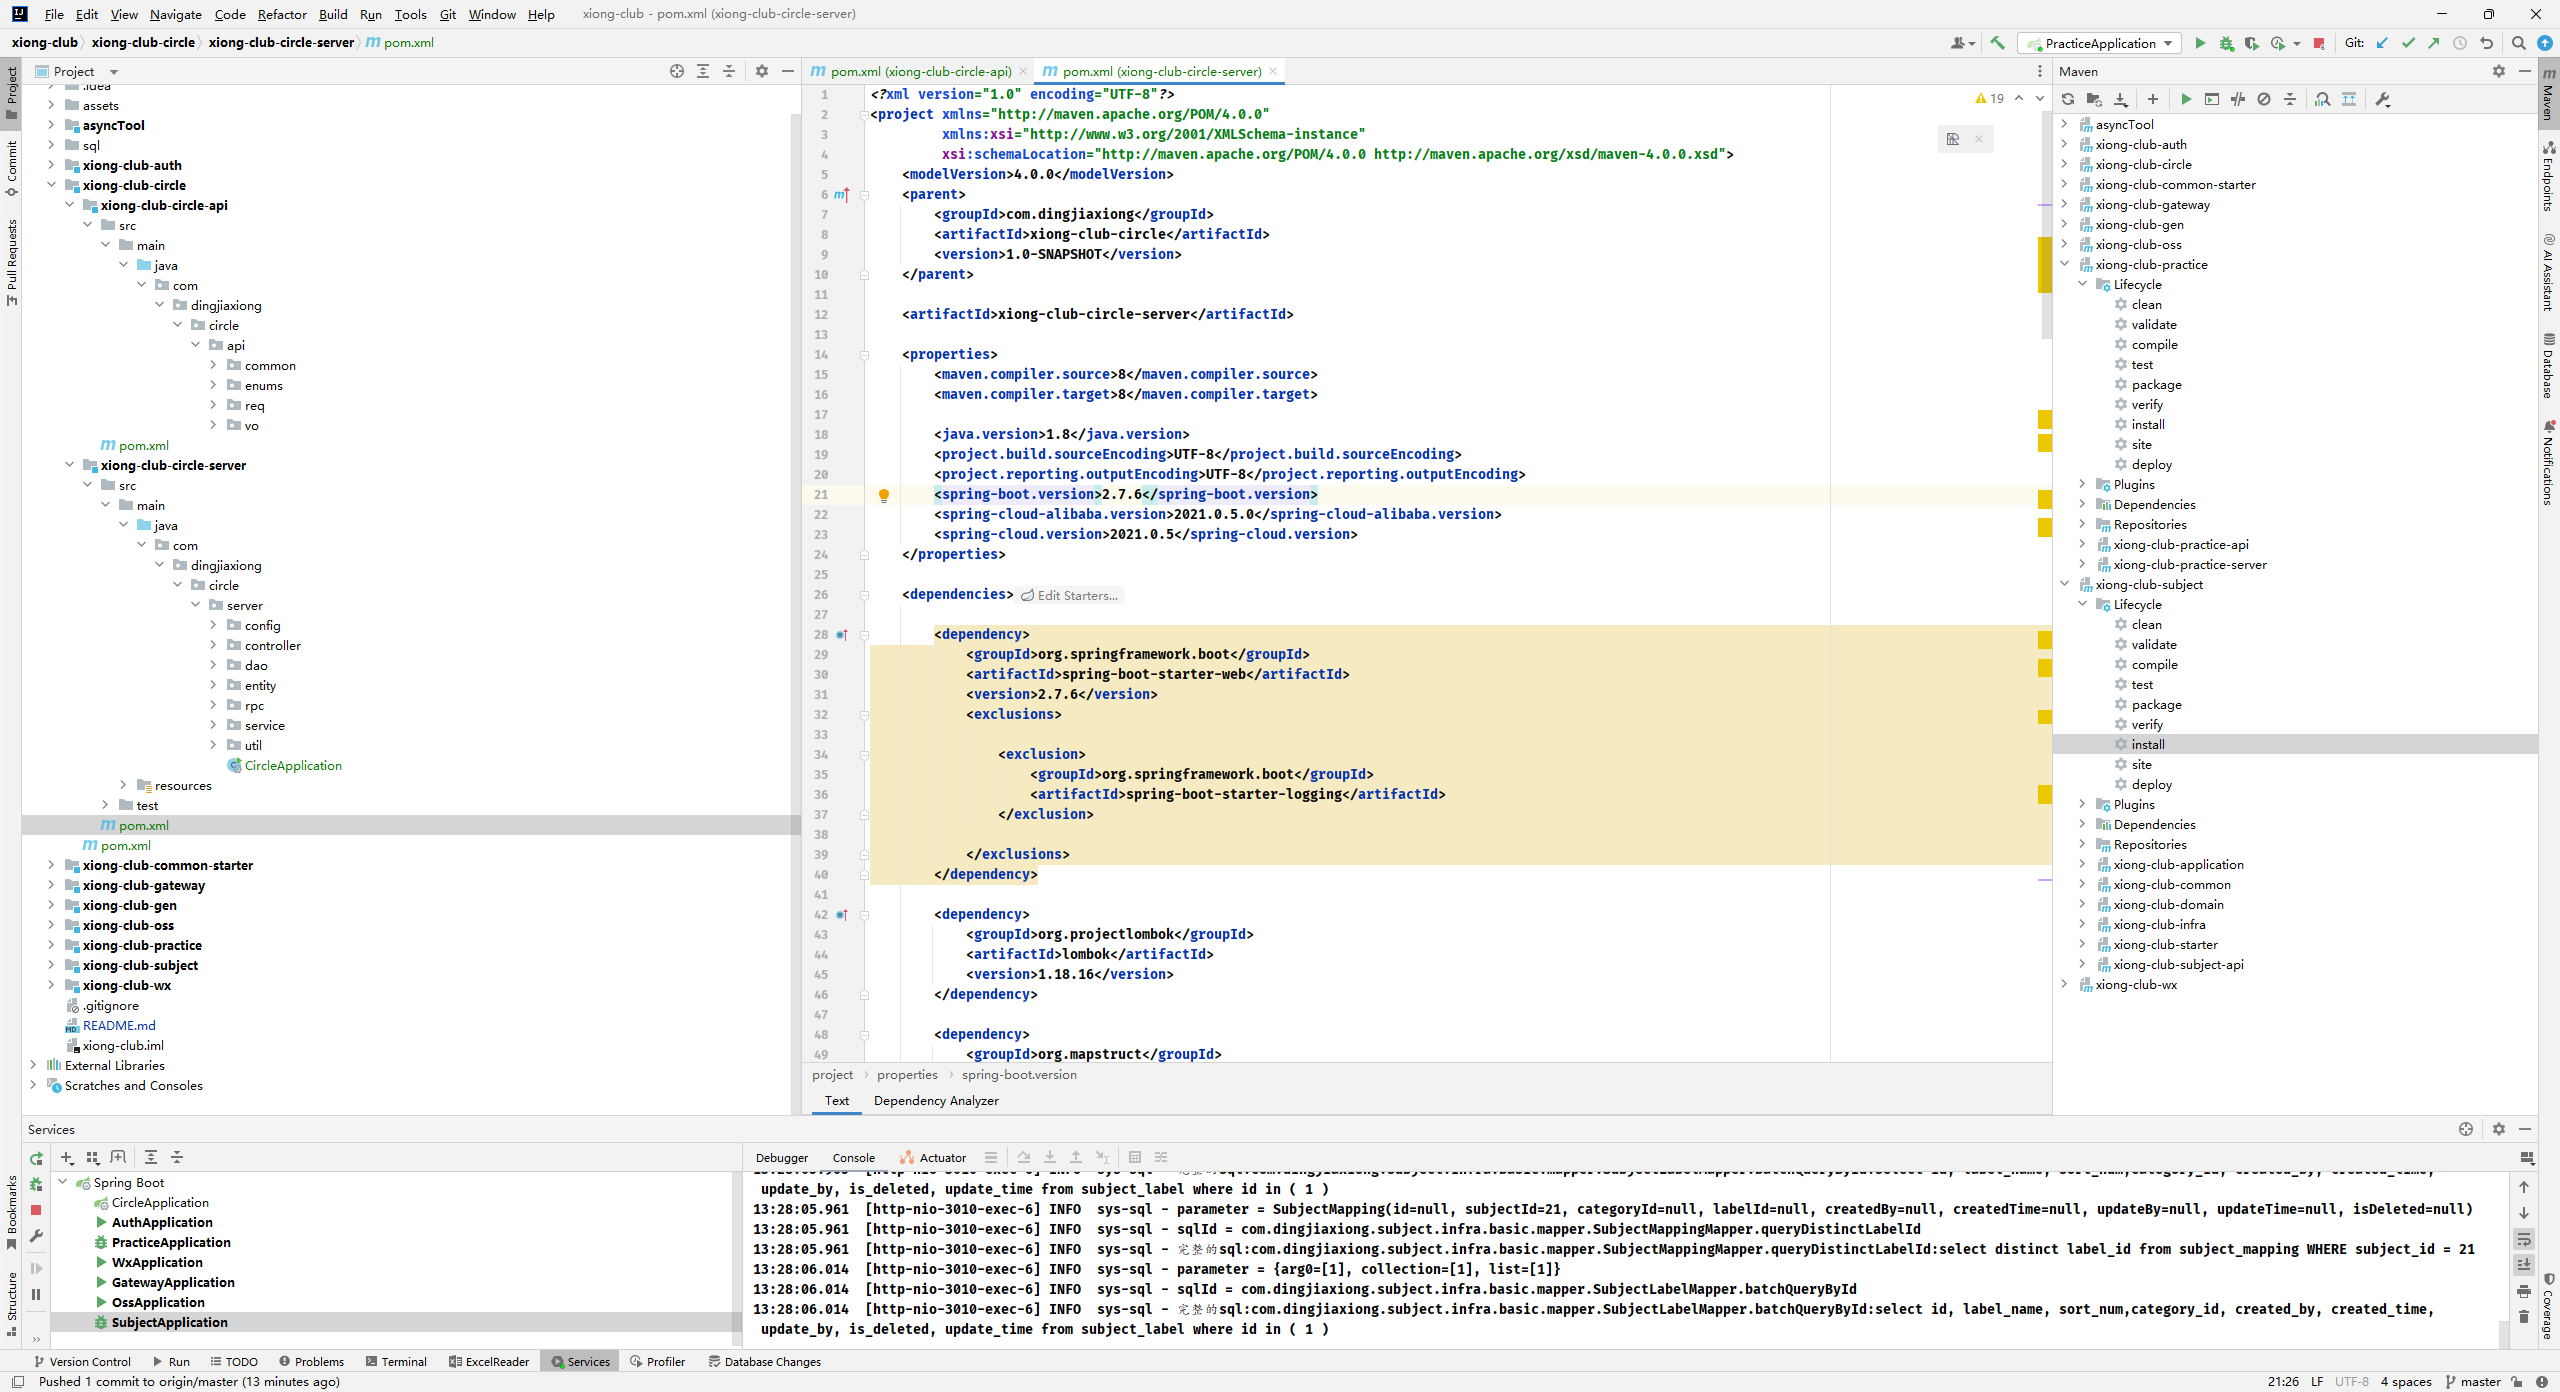 File Edit View Navigate Code Refactor Build Run Tools Git Window Help xiong-club - pom.xml (xiong-club-circle-server)
xiong-club xiong-club-circle xiong-club-circle-server pom.xml
PracticeApplication
Git:
Project
.idea
assets
asyncTool
sql
xiong-club-auth
xiong-club-circle
xiong-club-circle-api
src
main
java
com
dingjiaxiong
circle
api
common
enums
req
vo
pom.xml
xiong-club-circle-server
src
main
java
com
dingjiaxiong
circle
server
config
controller
dao
entity
rpc
service
util
CircleApplication
resources
test
pom.xml
pom.xml
xiong-club-common-starter
xiong-club-gateway
xiong-club-gen
xiong-club-oss
xiong-club-practice
xiong-club-subject
xiong-club-wx
.gitignore
README.md
xiong-club.iml
External Libraries
Scratches and Consoles
Project
Commit
Pull Requests
Bookmarks
Structure
pom.xml (xiong-club-circle-api) pom.xml (xiong-club-circle-server)
19
1 <?xml version="1.0" encoding="UTF-8"?>
2 <project xmlns="http://maven.apache.org/POM/4.0.0"
3 xmlns:xsi="http://www.w3.org/2001/XMLSchema-instance"
4 xsi:schemaLocation="http://maven.apache.org/POM/4.0.0 http://maven.apache.org/xsd/maven-4.0.0.xsd">
5 <modelVersion>4.0.0</modelVersion>
6 <parent>
7 <groupId>com.dingjiaxiong</groupId>
8 <artifactId>xiong-club-circle</artifactId>
9 <version>1.0-SNAPSHOT</version>
10 </parent>
11
12 <artifactId>xiong-club-circle-server</artifactId>
13
14 <properties>
15 <maven.compiler.source>8</maven.compiler.source>
16 <maven.compiler.target>8</maven.compiler.target>
17
18 <java.version>1.8</java.version>
19 <project.build.sourceEncoding>UTF-8</project.build.sourceEncoding>
20 <project.reporting.outputEncoding>UTF-8</project.reporting.outputEncoding>
21 <spring-boot.version>2.7.6</spring-boot.version>
22 <spring-cloud-alibaba.version>2021.0.5.0</spring-cloud-alibaba.version>
23 <spring-cloud.version>2021.0.5</spring-cloud.version>
24 </properties>
25
26 <dependencies> Edit Starters...
27
28 <dependency>
29 <groupId>org.springframework.boot</groupId>
30 <artifactId>spring-boot-starter-web</artifactId>
31 <version>2.7.6</version>
32 <exclusions>
33
34 <exclusion>
35 <groupId>org.springframework.boot</groupId>
36 <artifactId>spring-boot-starter-logging</artifactId>
37 </exclusion>
38
39 </exclusions>
40 </dependency>
41
42 <dependency>
43 <groupId>org.projectlombok</groupId>
44 <artifactId>lombok</artifactId>
45 <version>1.18.16</version>
46 </dependency>
47
48 <dependency>
49 <groupId>org.mapstruct</groupId>
project properties spring-boot.version
Text Dependency Analyzer
Maven
asyncTool
xiong-club-auth
xiong-club-circle
xiong-club-common-starter
xiong-club-gateway
xiong-club-gen
xiong-club-oss
xiong-club-practice
Lifecycle
clean
validate
compile
test
package
verify
install
site
deploy
Plugins
Dependencies
Repositories
xiong-club-practice-api
xiong-club-practice-server
xiong-club-subject
Lifecycle
clean
validate
compile
test
package
verify
install
site
deploy
Plugins
Dependencies
Repositories
xiong-club-application
xiong-club-common
xiong-club-domain
xiong-club-infra
xiong-club-starter
xiong-club-subject-api
xiong-club-wx
Maven
Endpoints
AI Assistant
Database
Notifications
Coverage
Services
Spring Boot
CircleApplication
AuthApplication
PracticeApplication
WxApplication
GatewayApplication
OssApplication
SubjectApplication
Debugger Console Actuator
update_by, is_deleted, update_time from subject_label where id in ( 1 )
13:28:05.961 [http-nio-3010-exec-6] INFO sys-sql - parameter = SubjectMapping(id=null, subjectId=21, categoryId=null, labelId=null, createdBy=null, createdTime=null, updateBy=null, updateTime=null, isDeleted=null)
13:28:05.961 [http-nio-3010-exec-6] INFO sys-sql - sqlId = com.dingjiaxiong.subject.infra.basic.mapper.SubjectMappingMapper.queryDistinctLabelId
13:28:05.961 [http-nio-3010-exec-6] INFO sys-sql - 完整的sql:com.dingjiaxiong.subject.infra.basic.mapper.SubjectMappingMapper.queryDistinctLabelId:select distinct label_id from subject_mapping WHERE subject_id = 21
13:28:06.014 [http-nio-3010-exec-6] INFO sys-sql - parameter = {arg0=[1], collection=[1], list=[1]}
13:28:06.014 [http-nio-3010-exec-6] INFO sys-sql - sqlId = com.dingjiaxiong.subject.infra.basic.mapper.SubjectLabelMapper.batchQueryById
13:28:06.014 [http-nio-3010-exec-6] INFO sys-sql - 完整的sql:com.dingjiaxiong.subject.infra.basic.mapper.SubjectLabelMapper.batchQueryById:select id, label_name, sort_num,category_id, created_by, created_time,
update_by, is_deleted, update_time from subject_label where id in ( 1 )
Version Control Run TODO Problems Terminal ExcelReader Services Profiler Database Changes
Pushed 1 commit to origin/master (13 minutes ago)
21:26 LF UTF-8 4 spaces master